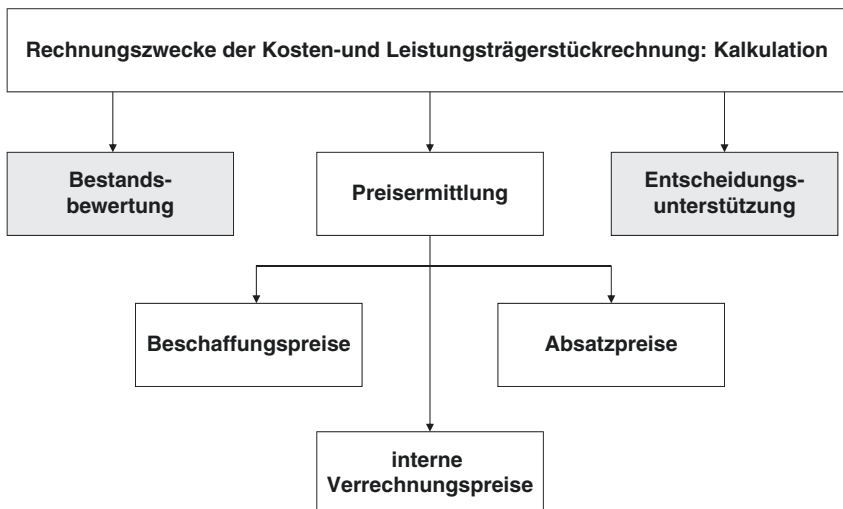 Rechnungszwecke der Kosten-und Leistungsträgerstückrechnung: Kalkulation
Bestands-
bewertung
Preisermittlung
Entscheidungs-
unterstützung
Beschaffungspreise
Absatzpreise
interne
Verrechnungspreise